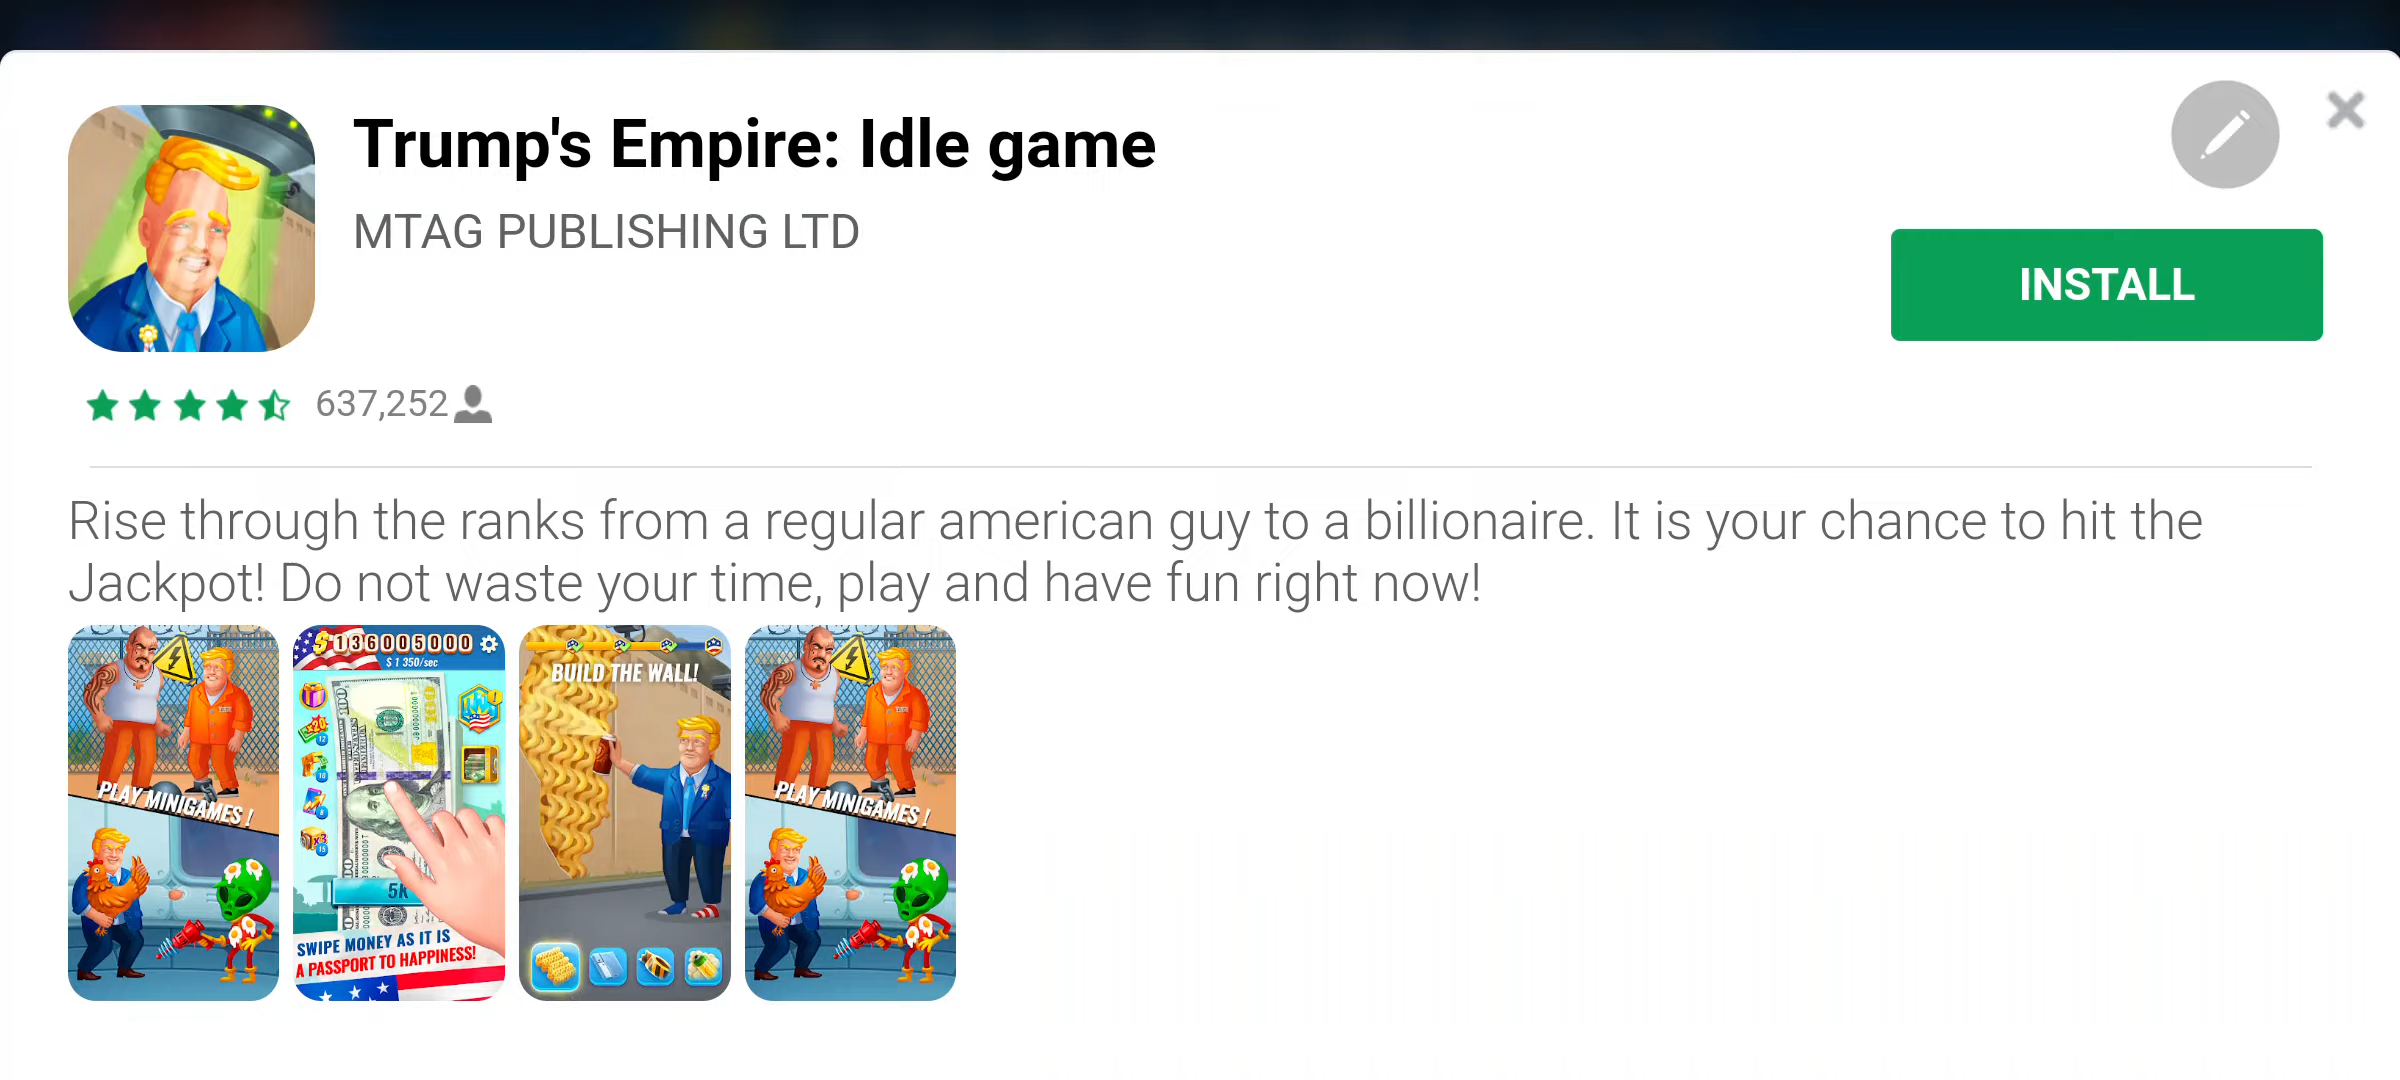 Trump's Empire: Idle game
MTAG PUBLISHING LTD
INSTALL
637,252
Rise through the ranks from a regular american guy to a billionaire. It is your chance to hit the
Jackpot! Do not waste your time, play and have fun right now!
PLAY MINIGAMES !
$136005000
$ 1 350/sec
5K
SWIPE MONEY AS IT IS
A PASSPORT TO HAPPINESS!
BUILD THE WALL!
PLAY MINIGAMES !